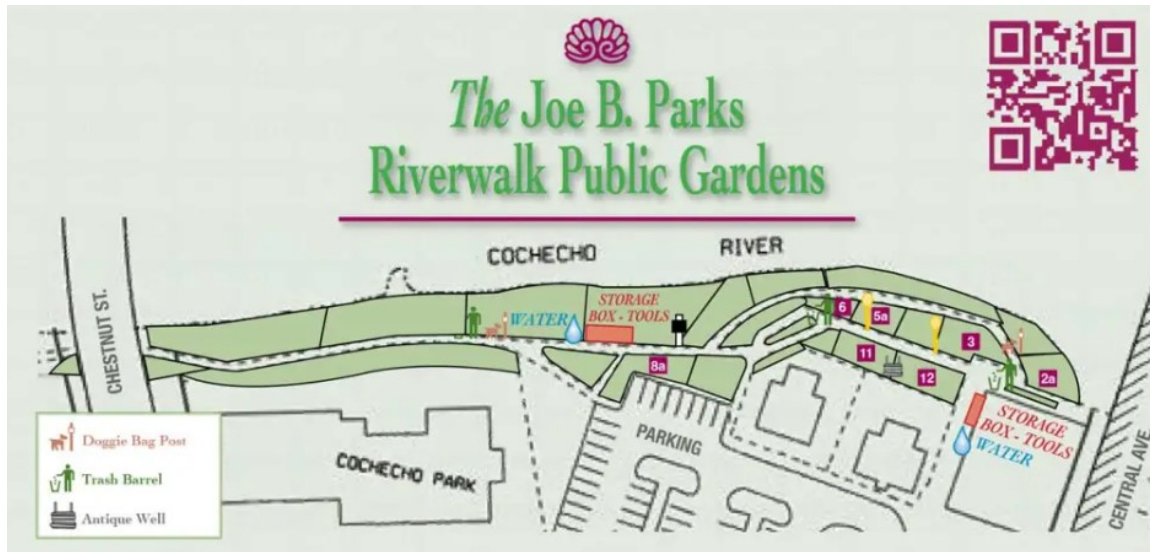 The Joe B. Parks
Riverwalk Public Gardens
COCHECHO RIVER
CHESTNUT ST.
WATER
STORAGE
BOX - TOOLS
6
5a
3
2a
8a
11
12
PARKING
STORAGE
BOX - TOOLS
WATER
CENTRAL AVE
COCHECHO PARK
Doggie Bag Post
Trash Barrel
Antique Well